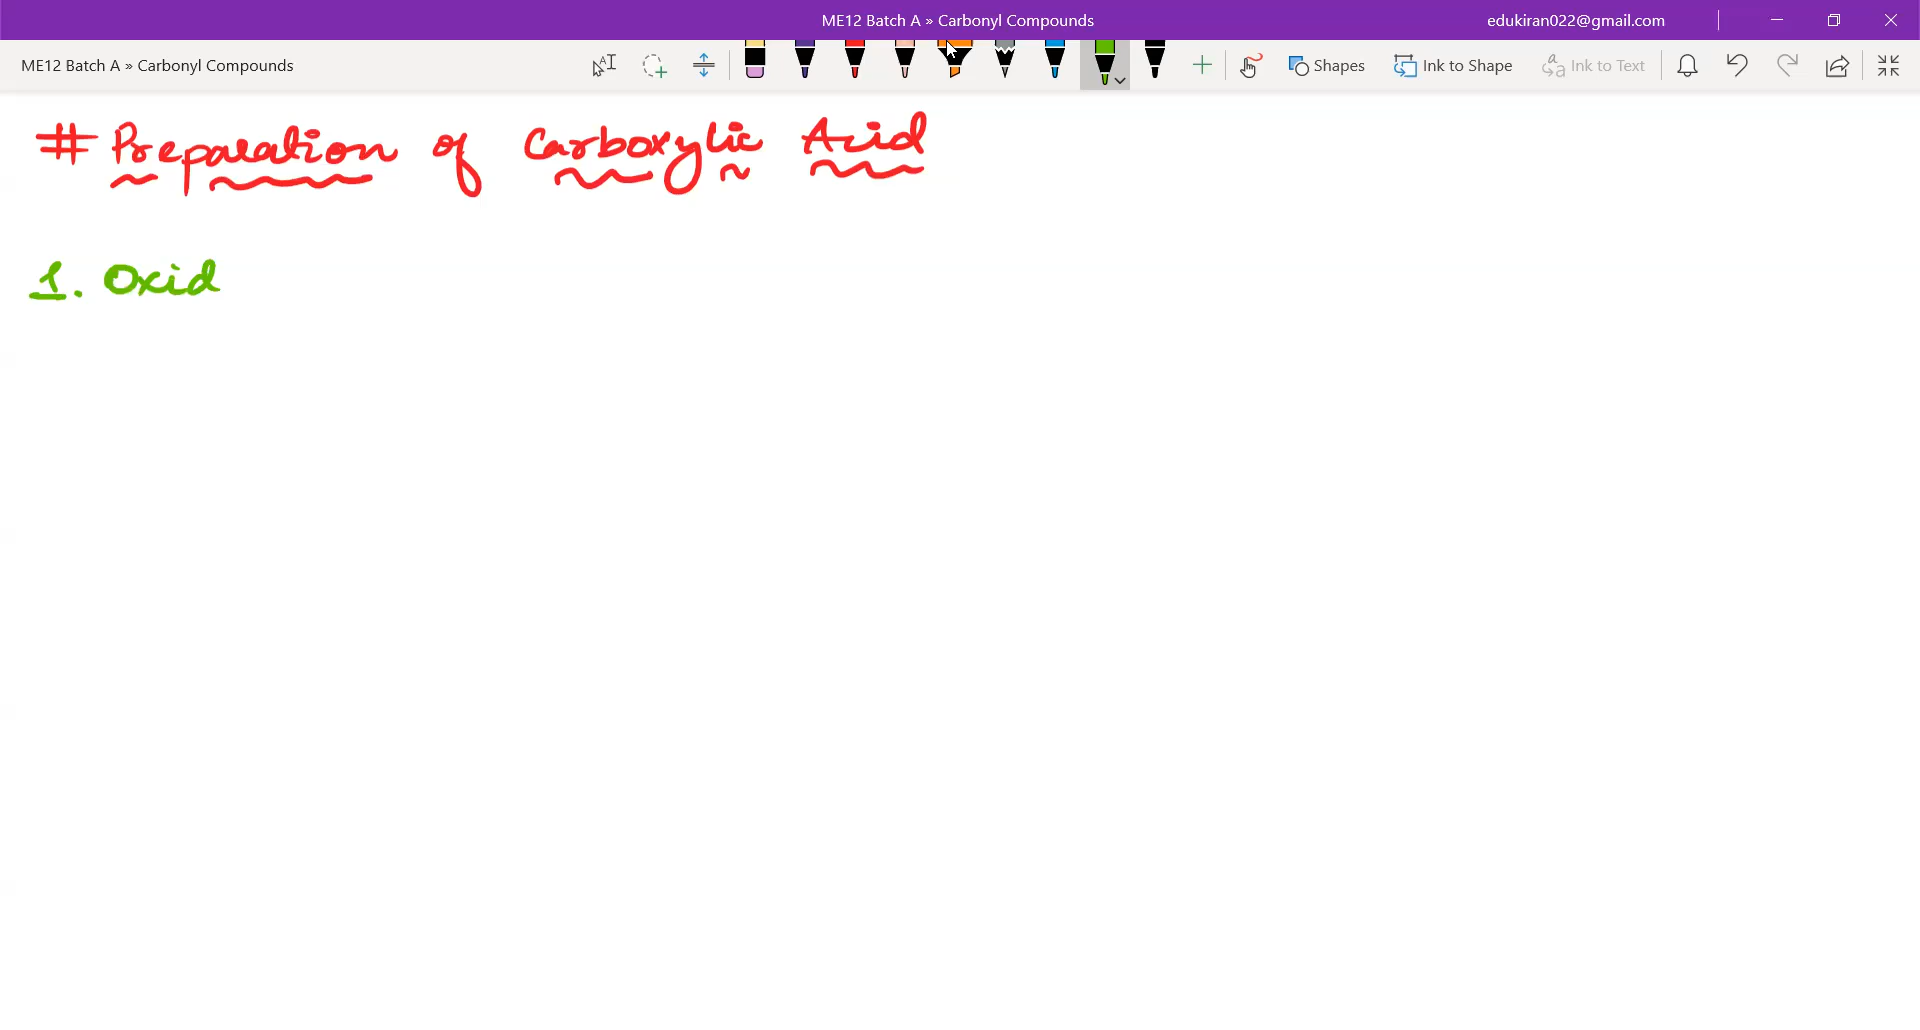 ME12 Batch A » Carbonyl Compounds
edukiran022@gmail.com
ME12 Batch A » Carbonyl Compounds
Shapes
Ink to Shape
Ink to Text
# Preparation of Carboxylic Acid
1. Oxid